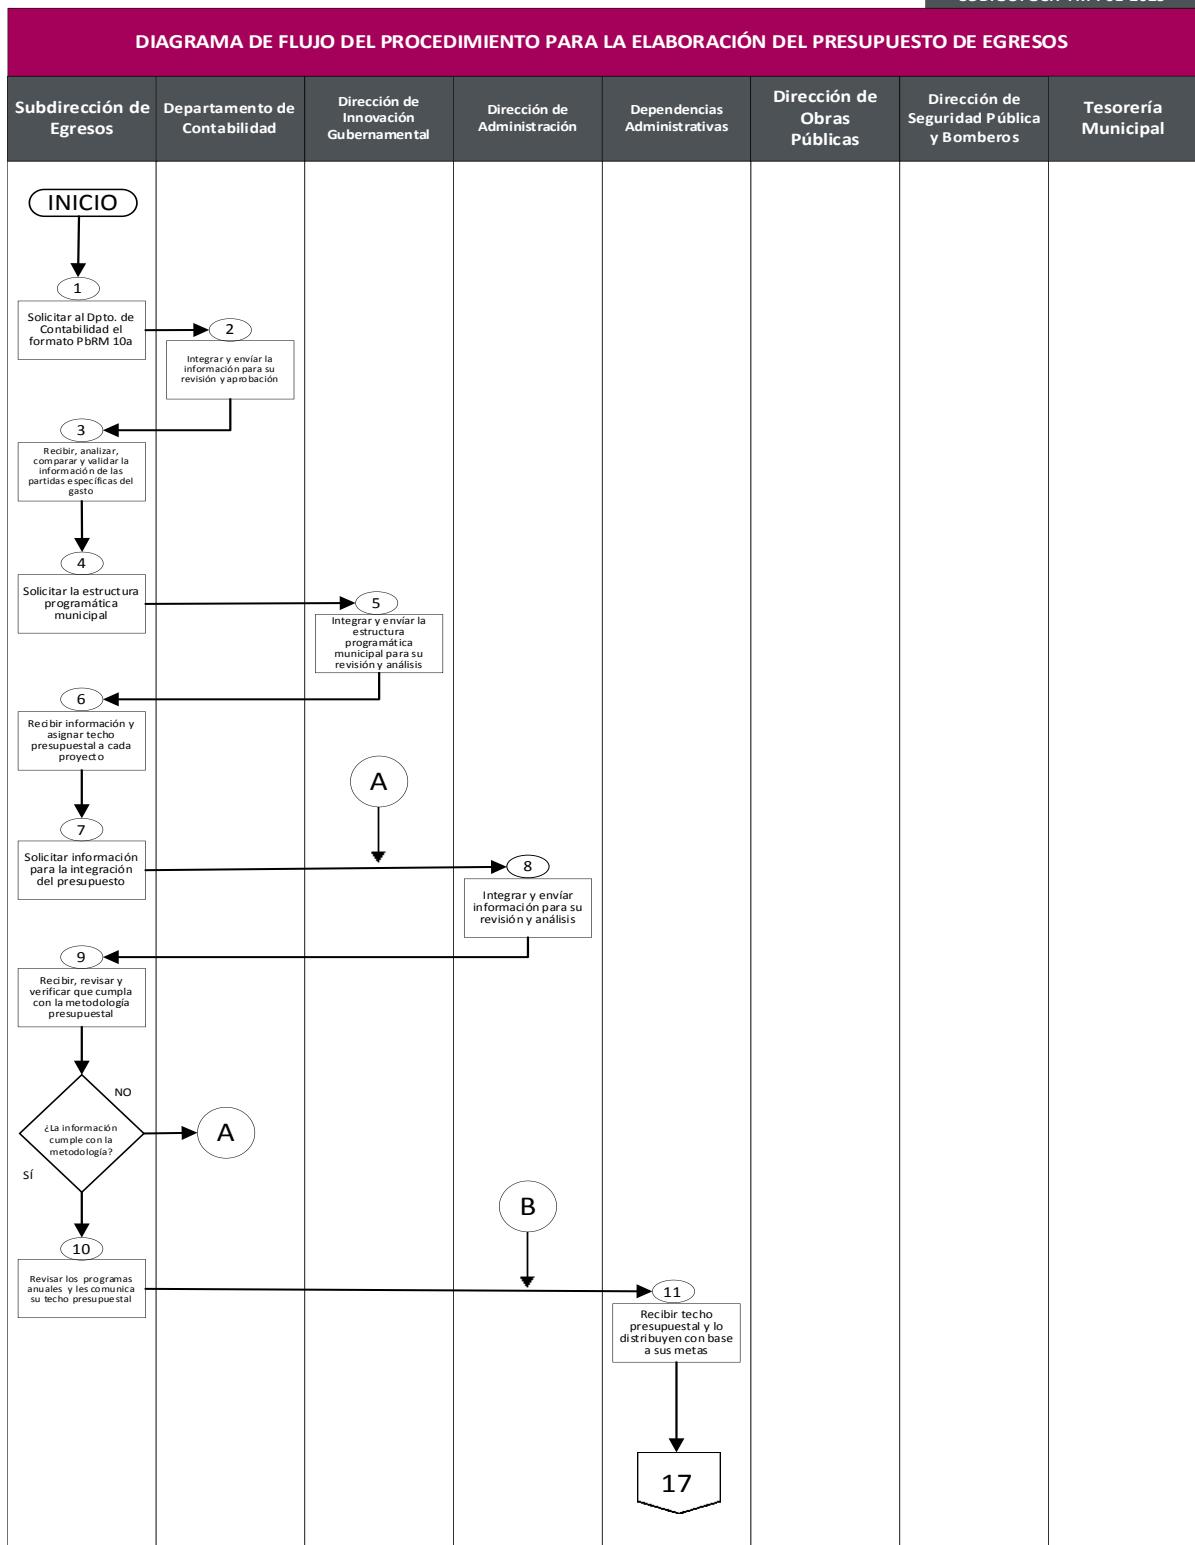 DIAGRAMA DE FLUJO DEL PROCEDIMIENTO PARA LA ELABORACIÓN DEL PRESUPUESTO DE EGRESOS
Subdirección de
Egresos
Departamento de
Contabilidad
Dirección de
Innovación
Gubernamental
Dirección de
Administración
Dependencias
Administrativas
Dirección de
Obras
Públicas
Dirección de
Seguridad Pública
y Bomberos
Tesorería
Municipal
INICIO
1
Solicitar al Dpto. de
Contabilidad el
formato PbRM 10a
2
Integrar y envíar la
información para su
revisión y aprobación
3
Recibir, analizar,
comparar y validar la
información de las
partidas específicas del
gasto
4
Solicitar la estructura
programática
municipal
5
Integrar y envíar la
estructura
programática
municipal para su
revisión y análisis
6
Recibir información y
asignar techo
presupuestal a cada
proyecto
A
7
Solicitar información
para la integración
del presupuesto
8
Integrar y envíar
información para su
revisión y análisis
9
Recibir, revisar y
verificar que cumpla
con la metodología
presupuestal
NO
¿La información
cumple con la
metodología?
A
SÍ
B
10
Revisar los programas
anuales y les comunica
su techo presupuestal
11
Recibir techo
presupuestal y lo
distribuyen con base
a sus metas
17